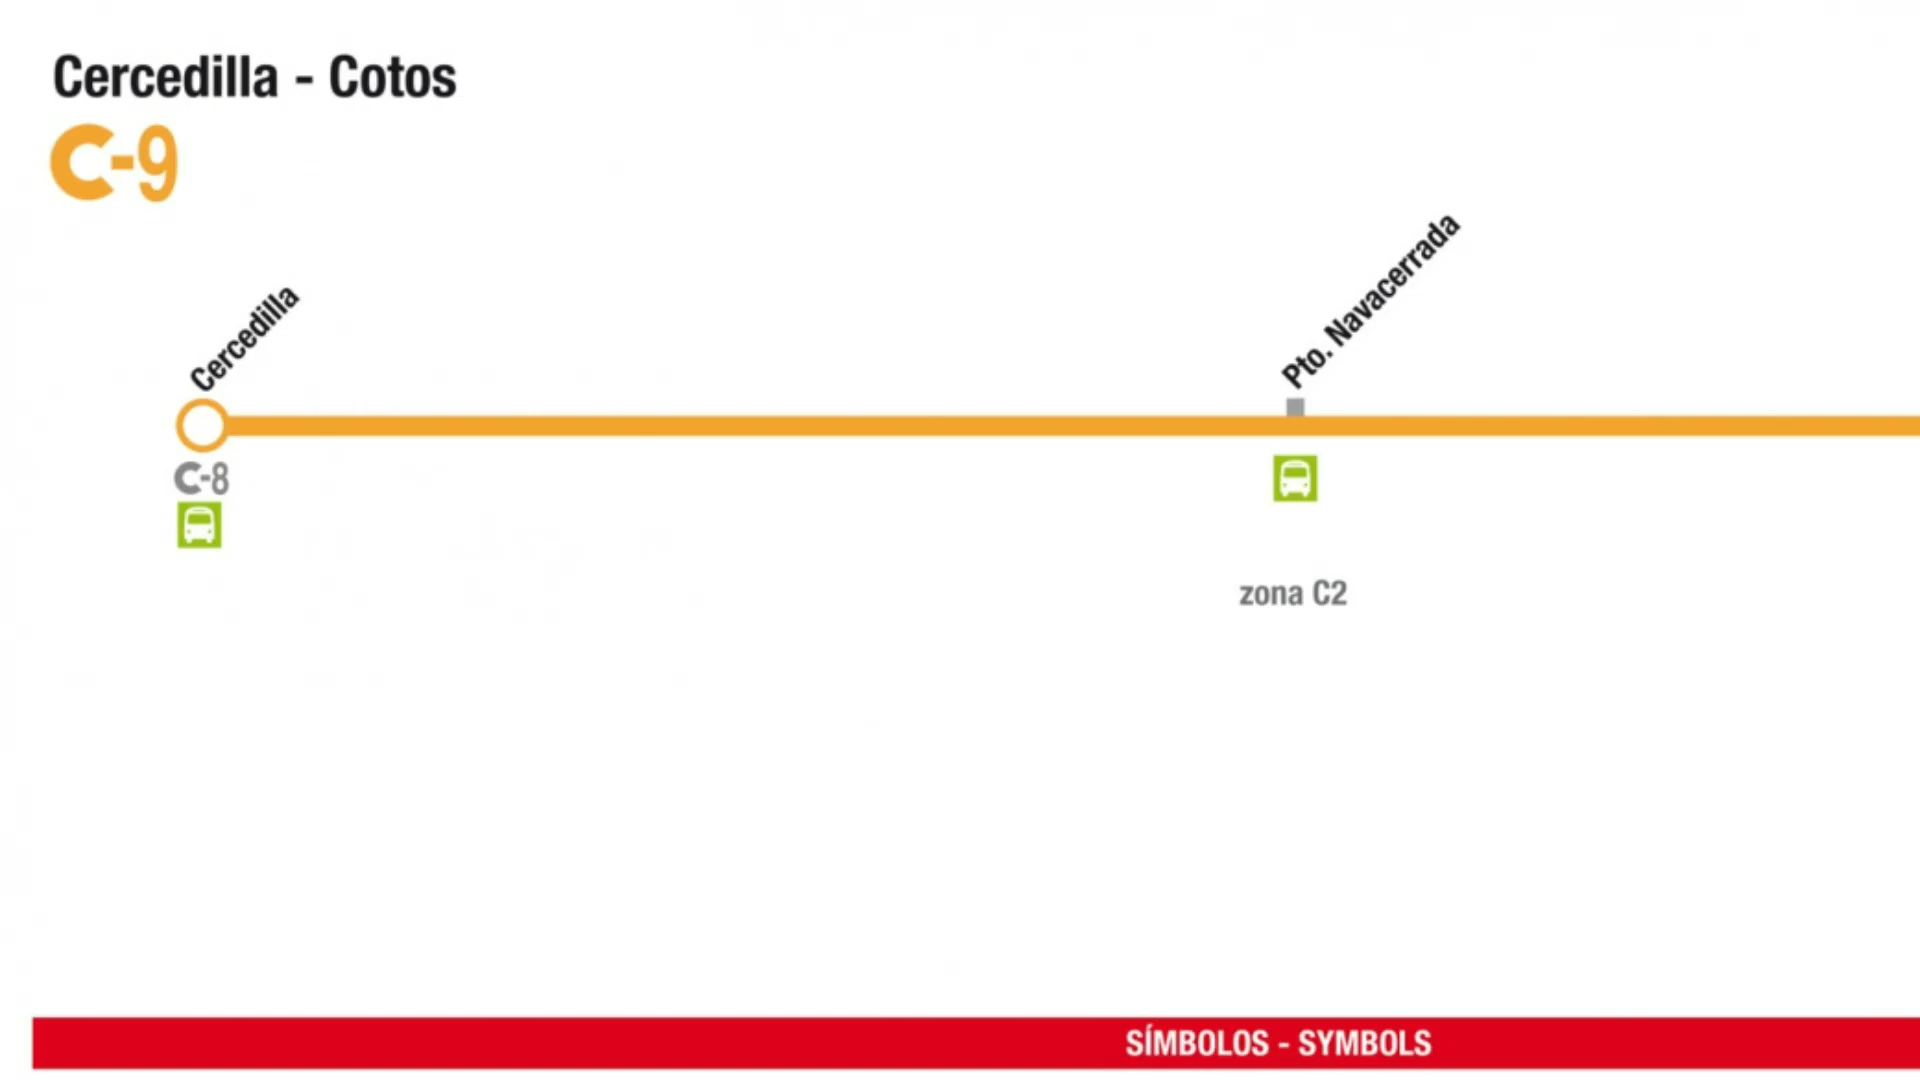 Cercedilla - Cotos
C-9
Cercedilla
Pto. Navacerrada
C-8
zona C2
SÍMBOLOS - SYMBOLS